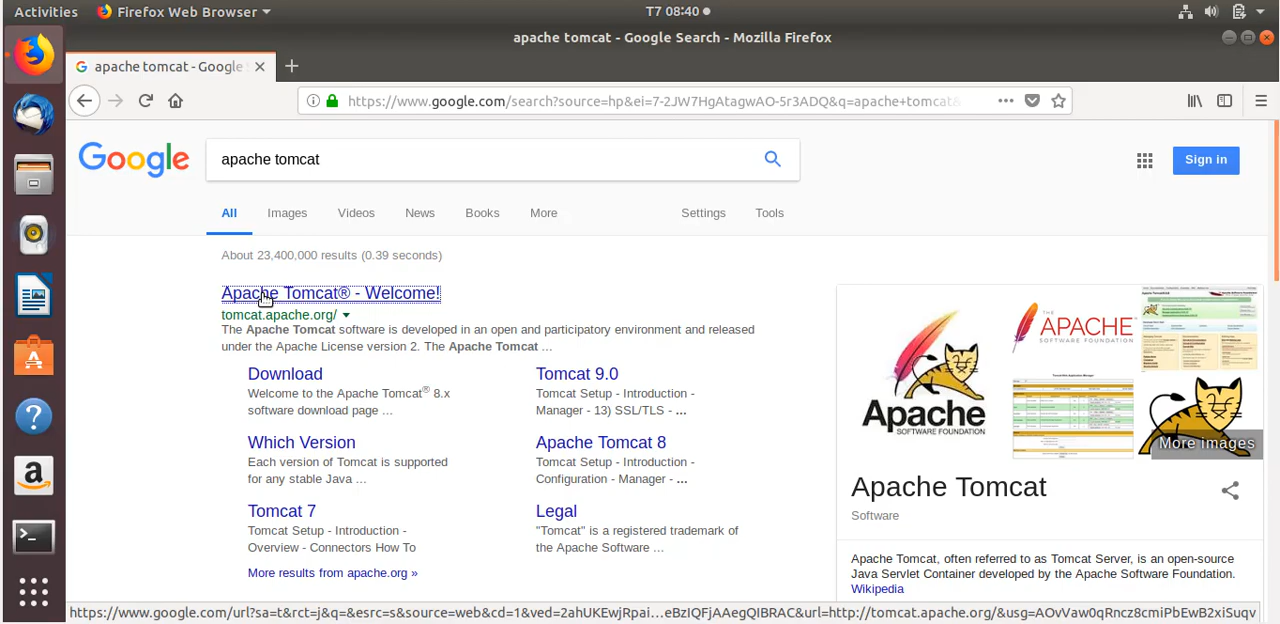 Activities Firefox Web Browser T7 08:40
apache tomcat - Google Search - Mozilla Firefox
apache tomcat - Google
https://www.google.com/search?source=hp&ei=7-2JW7HgAtagwAO-5r3ADQ&q=apache+tomcat&
Google apache tomcat Sign in
All Images Videos News Books More Settings Tools
About 23,400,000 results (0.39 seconds)
Apache Tomcat® - Welcome!
tomcat.apache.org/
The Apache Tomcat software is developed in an open and participatory environment and released
under the Apache License version 2. The Apache Tomcat ...
Download
Welcome to the Apache Tomcat® 8.x
software download page ...
Tomcat 9.0
Tomcat Setup - Introduction -
Manager - 13) SSL/TLS - ...
Which Version
Each version of Tomcat is supported
for any stable Java ...
Apache Tomcat 8
Tomcat Setup - Introduction -
Configuration - Manager - ...
Tomcat 7
Tomcat Setup - Introduction -
Overview - Connectors How To
Legal
"Tomcat" is a registered trademark of
the Apache Software ...
More results from apache.org »
Apache
SOFTWARE FOUNDATION
THE
APACHE
SOFTWARE FOUNDATION
More images
Apache Tomcat
Software
Apache Tomcat, often referred to as Tomcat Server, is an open-source
Java Servlet Container developed by the Apache Software Foundation.
Wikipedia
https://www.google.com/url?sa=t&rct=j&q=&esrc=s&source=web&cd=1&ved=2ahUKEwjRpai…eBzIQFjAAegQIBRAC&url=http://tomcat.apache.org/&usg=AOvVaw0qRncz8cmiPbEwB2xiSuqv